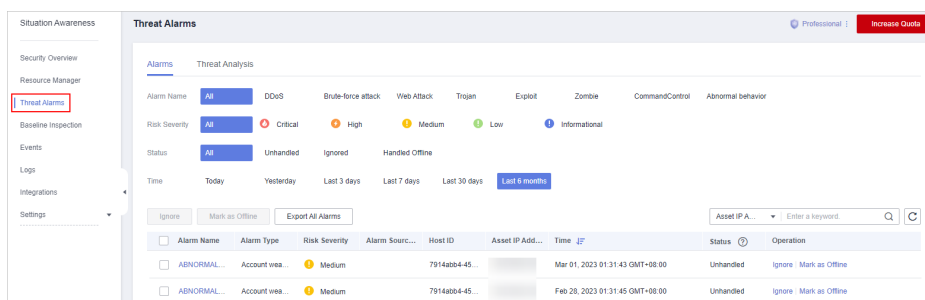 Situation Awareness
Threat Alarms
Professional
Increase Quota
Security Overview
Resource Manager
Threat Alarms
Baseline Inspection
Events
Logs
Integrations
Settings
Alarms Threat Analysis
Alarm Name All DDoS Brute-force attack Web Attack Trojan Exploit Zombie CommandControl Abnormal behavior
Risk Severity All Critical High Medium Low Informational
Status All Unhandled Ignored Handled Offline
Time Today Yesterday Last 3 days Last 7 days Last 30 days Last 6 months
Ignore Mark as Offline Export All Alarms Asset IP A... Enter a keyword.
Alarm Name Alarm Type Risk Severity Alarm Sourc... Host ID Asset IP Add... Time Status Operation
ABNORMAL... Account wea... Medium 7914abb4-45... Mar 01, 2023 01:31:43 GMT+08:00 Unhandled Ignore Mark as Offline
ABNORMAL... Account wea... Medium 7914abb4-45... Feb 28, 2023 01:31:45 GMT+08:00 Unhandled Ignore Mark as Offline